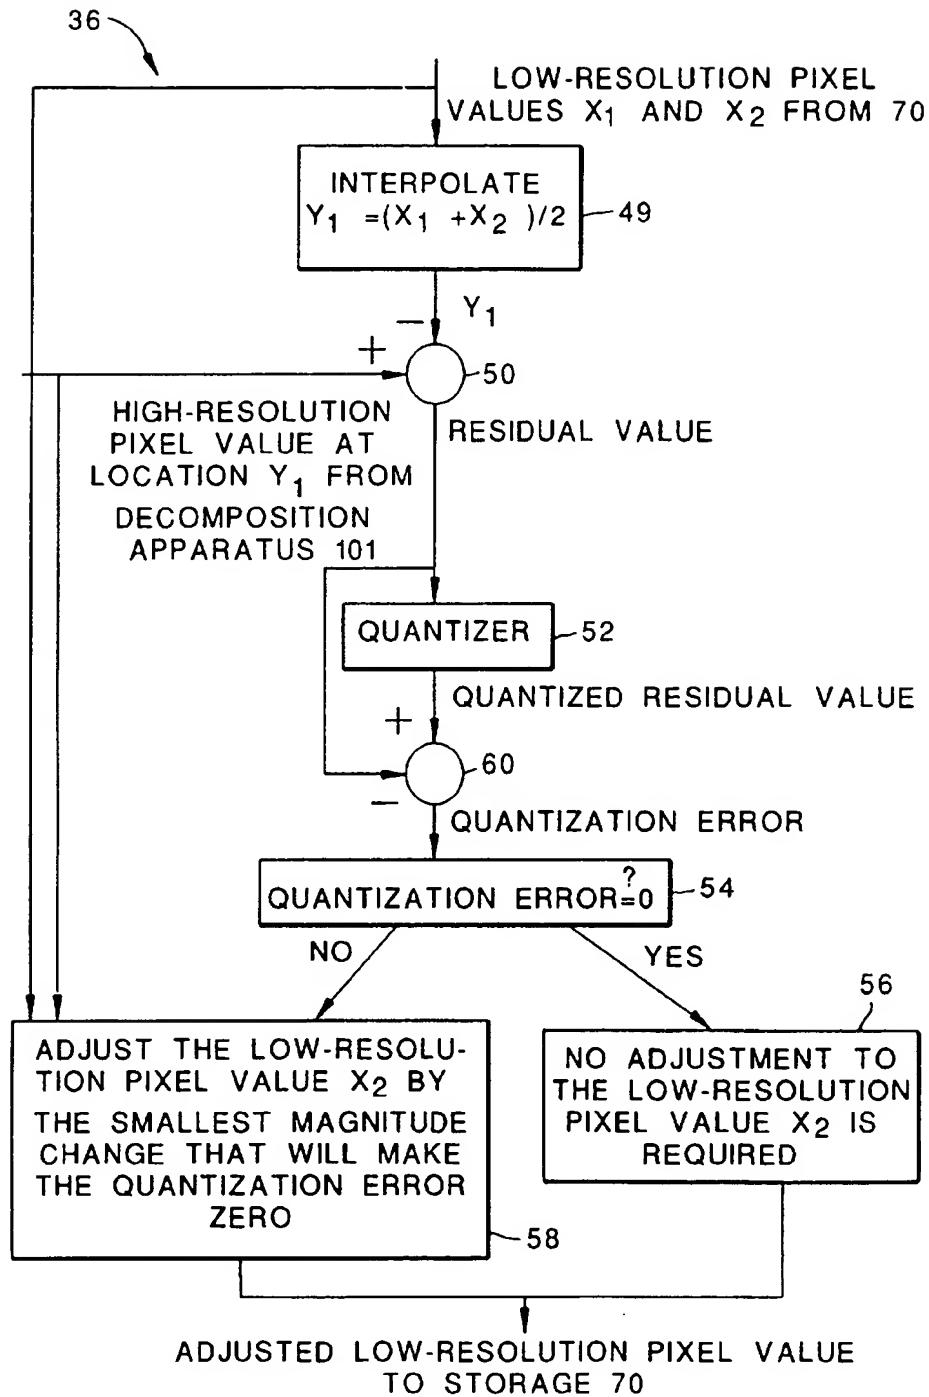 36
LOW-RESOLUTION PIXEL
VALUES X1 AND X2 FROM 70
INTERPOLATE
Y1 =(X1 +X2 )/2
49
Y1
−
+
50
HIGH-RESOLUTION
PIXEL VALUE AT
LOCATION Y1 FROM
DECOMPOSITION
APPARATUS 101
RESIDUAL VALUE
QUANTIZER
52
QUANTIZED RESIDUAL VALUE
+
60
−
QUANTIZATION ERROR
QUANTIZATION ERROR=0
?
54
NO
YES
56
ADJUST THE LOW-RESOLU-
TION PIXEL VALUE X2 BY
THE SMALLEST MAGNITUDE
CHANGE THAT WILL MAKE
THE QUANTIZATION ERROR
ZERO
58
NO ADJUSTMENT TO
THE LOW-RESOLUTION
PIXEL VALUE X2 IS
REQUIRED
ADJUSTED LOW-RESOLUTION PIXEL VALUE
TO STORAGE 70